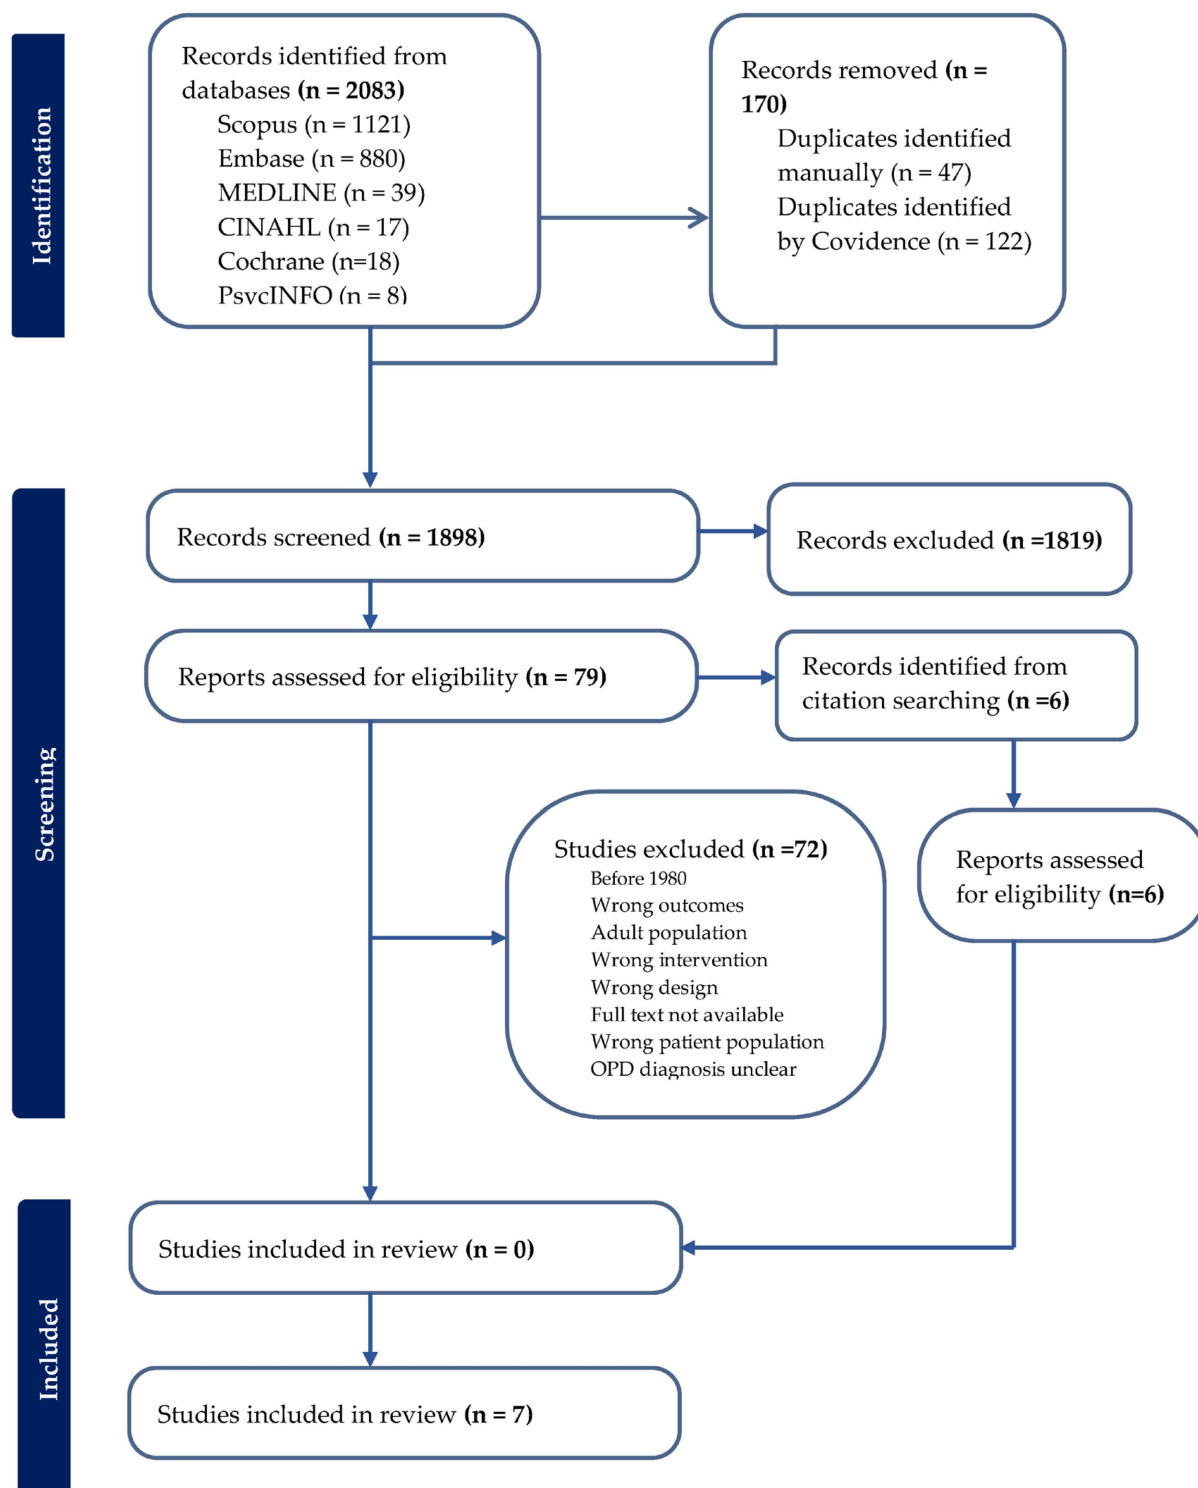 Identification
Records identified from
databases (n = 2083)
Scopus (n = 1121)
Embase (n = 880)
MEDLINE (n = 39)
CINAHL (n = 17)
Cochrane (n=18)
PsycINFO (n = 8)
Records removed (n =
170)
Duplicates identified
manually (n = 47)
Duplicates identified
by Covidence (n = 122)
Screening
Records screened (n = 1898)
Records excluded (n =1819)
Reports assessed for eligibility (n = 79)
Records identified from
citation searching (n =6)
Studies excluded (n =72)
Before 1980
Wrong outcomes
Adult population
Wrong intervention
Wrong design
Full text not available
Wrong patient population
OPD diagnosis unclear
Reports assessed
for eligibility (n=6)
Included
Studies included in review (n = 0)
Studies included in review (n = 7)